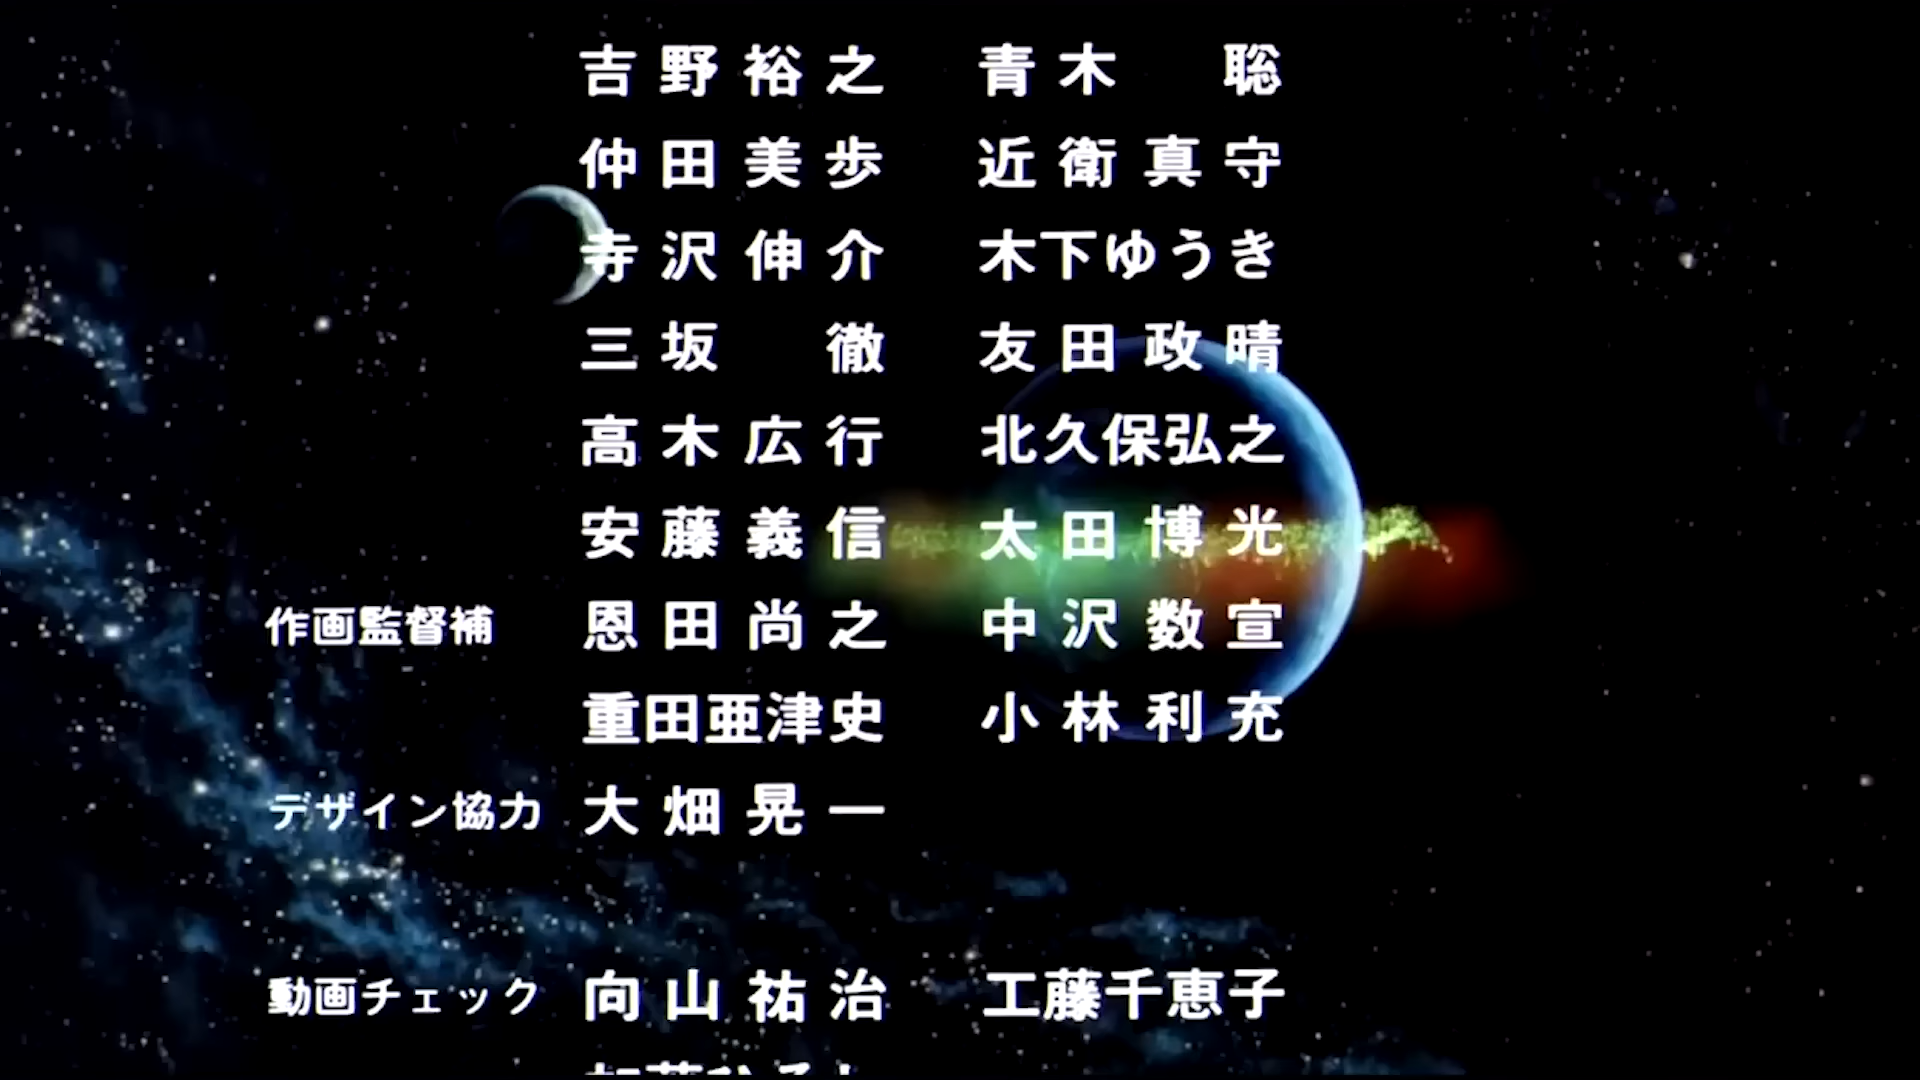 吉野裕之 青木聡
仲田美歩 近衛真守
寺沢伸介 木下ゆうき
三坂徹 友田政晴
高木広行 北久保弘之
安藤義信 太田博光
作画監督補 恩田尚之 中沢数宣
重田亜津史 小林利充
デザイン協力 大畑晃一
動画チェック 向山祐治 工藤千恵子